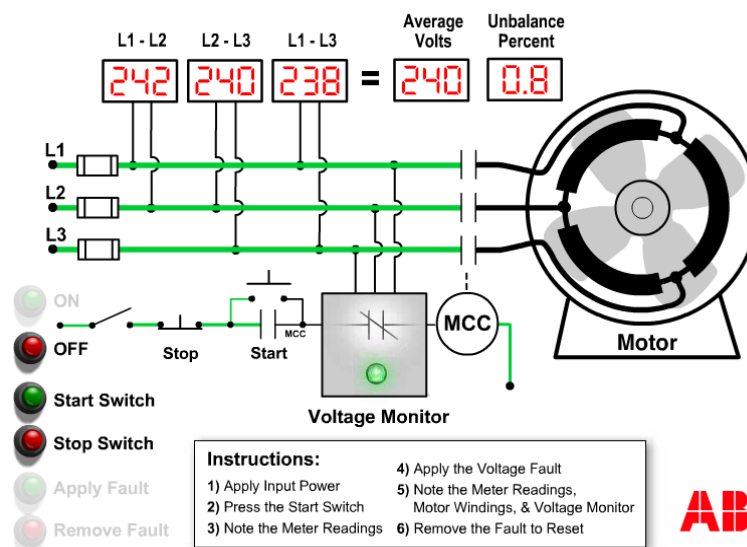 Average Unbalance
L1 - L2 L2 - L3 L1 - L3 Volts Percent
242 240 238 = 240 0.8
L1
L2
L3
ON
OFF
MCC
MCC
Stop Start
Motor
Start Switch
Voltage Monitor
Stop Switch
Instructions:
1) Apply Input Power
2) Press the Start Switch
3) Note the Meter Readings
4) Apply the Voltage Fault
5) Note the Meter Readings,
Motor Windings, & Voltage Monitor
6) Remove the Fault to Reset
Apply Fault
Remove Fault
AB